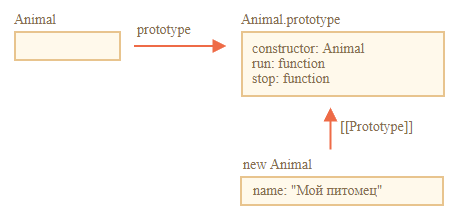 Animal
prototype
Animal.prototype
constructor: Animal
run: function
stop: function
[[Prototype]]
new Animal
name: "Мой питомец"